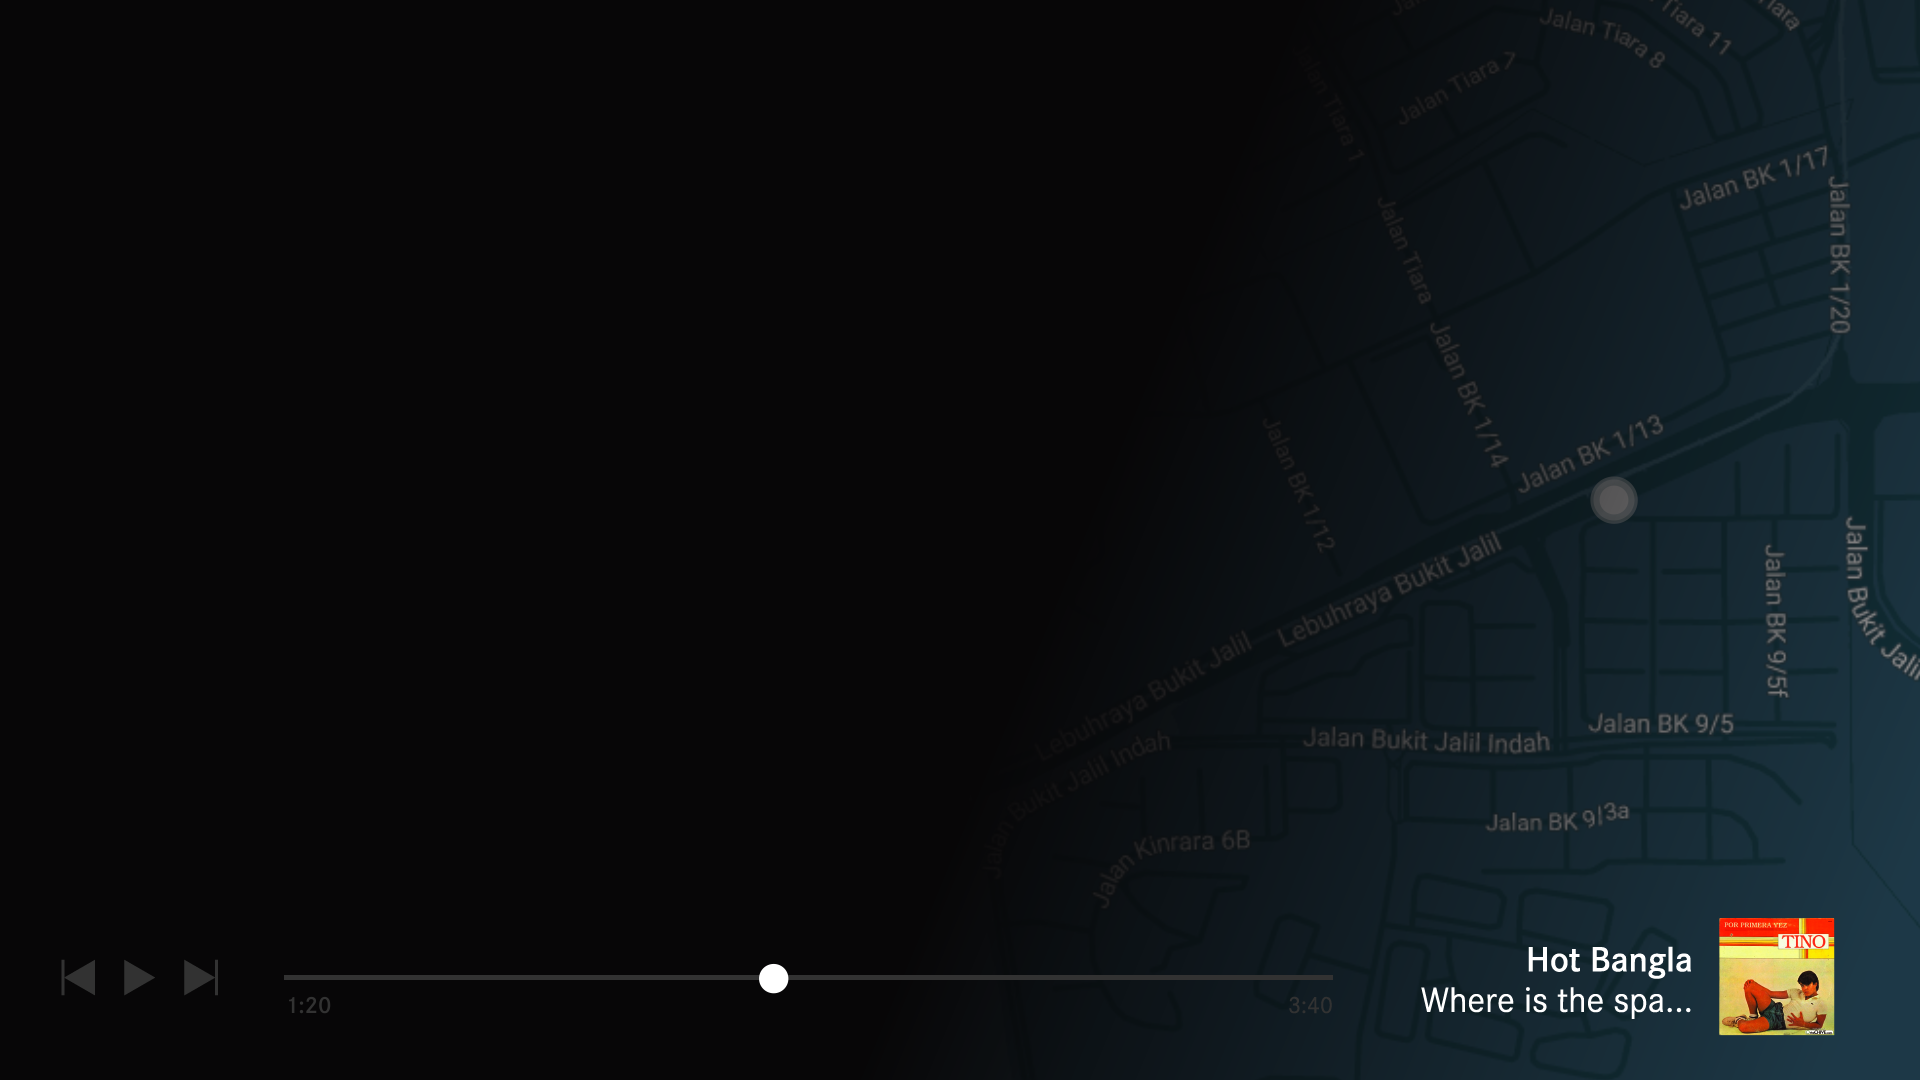 Jalan Tiara 8
Tiara 11
Tiara
Jalan Tiara 7
Tiara 1
Jalan BK 1/17
Jalan BK 1/20
Jalan Tiara
Jalan BK 1/14
Jalan BK 1/13
Jalan BK 1/12
Lebuhraya Bukit Jalil
Jalan BK 9/5f
Jalan Bukit Jalil
Lebuhraya Bukit Jalil
Jalan BK 9/5
Jalan Bukit Jalil Indah
Jalan Bukit Jalil Indah
Jalan BK 9/3a
Jalan Kinrara 6B
POR PRIMERA VEZ
TINO
Hot Bangla
Where is the spa...
1:20
3:40